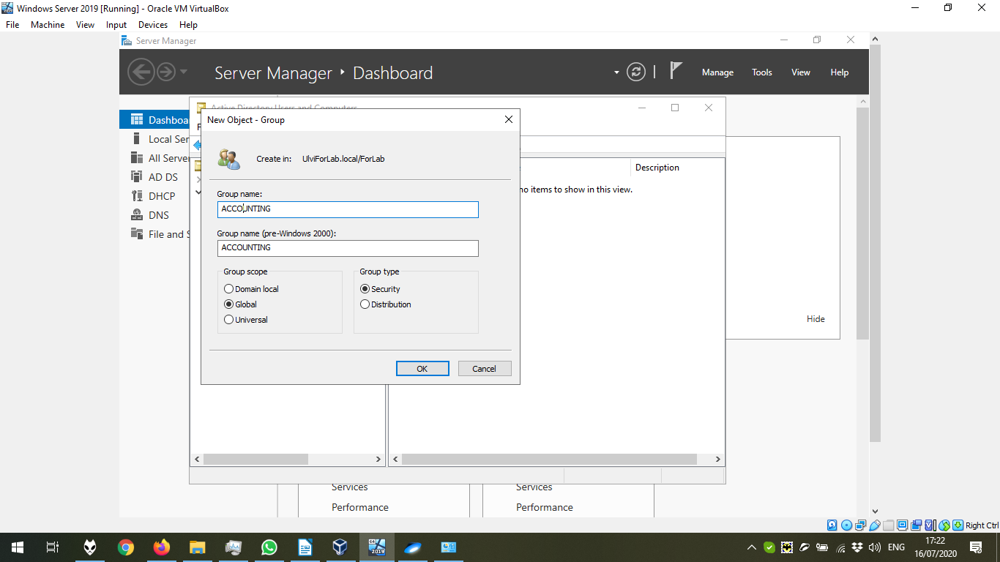 Windows Server 2019 [Running] - Oracle VM VirtualBox
File Machine View Input Devices Help
Server Manager
Server Manager Dashboard
Manage Tools View Help
Active Directory Users and Computers
New Object - Group
Dashboa
Local Ser
All Server
AD DS
DHCP
DNS
File and S
Create in: UlviForLab.local/ForLab
Group name:
ACCOUNTING
Group name (pre-Windows 2000):
ACCOUNTING
Group scope
Domain local
Global
Universal
Group type
Security
Distribution
OK Cancel
Description
no items to show in this view.
Hide
Services
Performance
Services
Performance
Right Ctrl
64
2019
ENG
17:22
16/07/2020